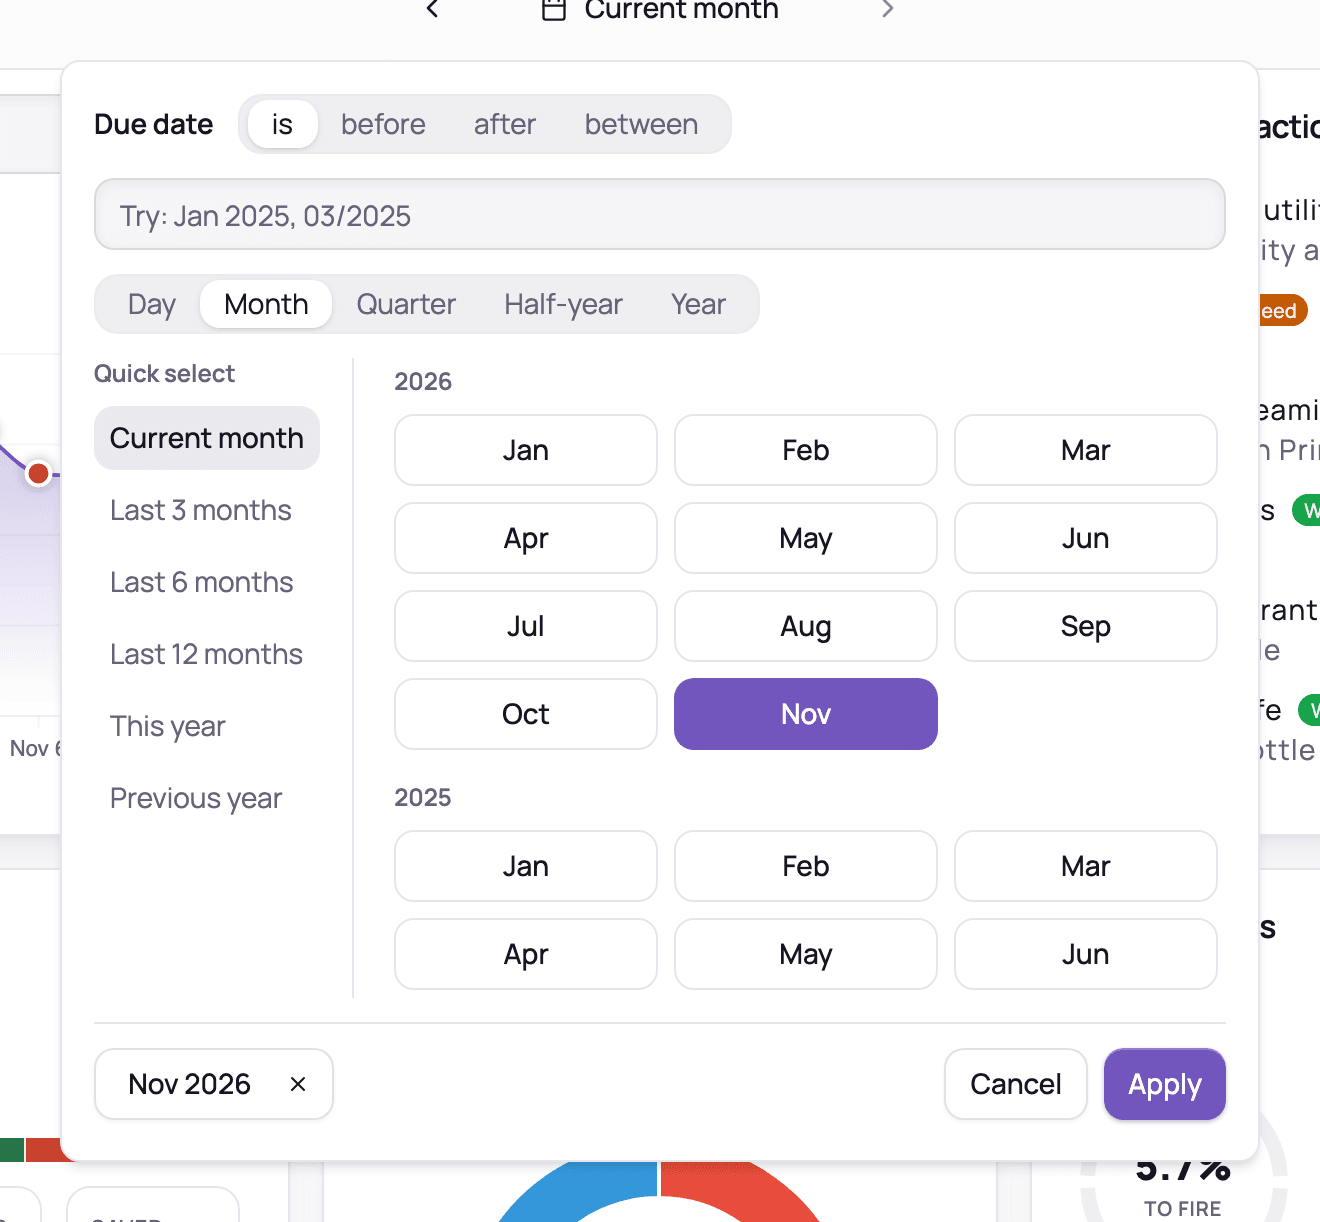 Current month
Due date is before after between
Try: Jan 2025, 03/2025
Day Month Quarter Half-year Year
Quick select
Current month
Last 3 months
Last 6 months
Last 12 months
This year
Previous year
2026
Jan Feb Mar
Apr May Jun
Jul Aug Sep
Oct Nov
2025
Jan Feb Mar
Apr May Jun
Nov 2026 ×
Cancel Apply
Nov
5.7%
TO FIRE